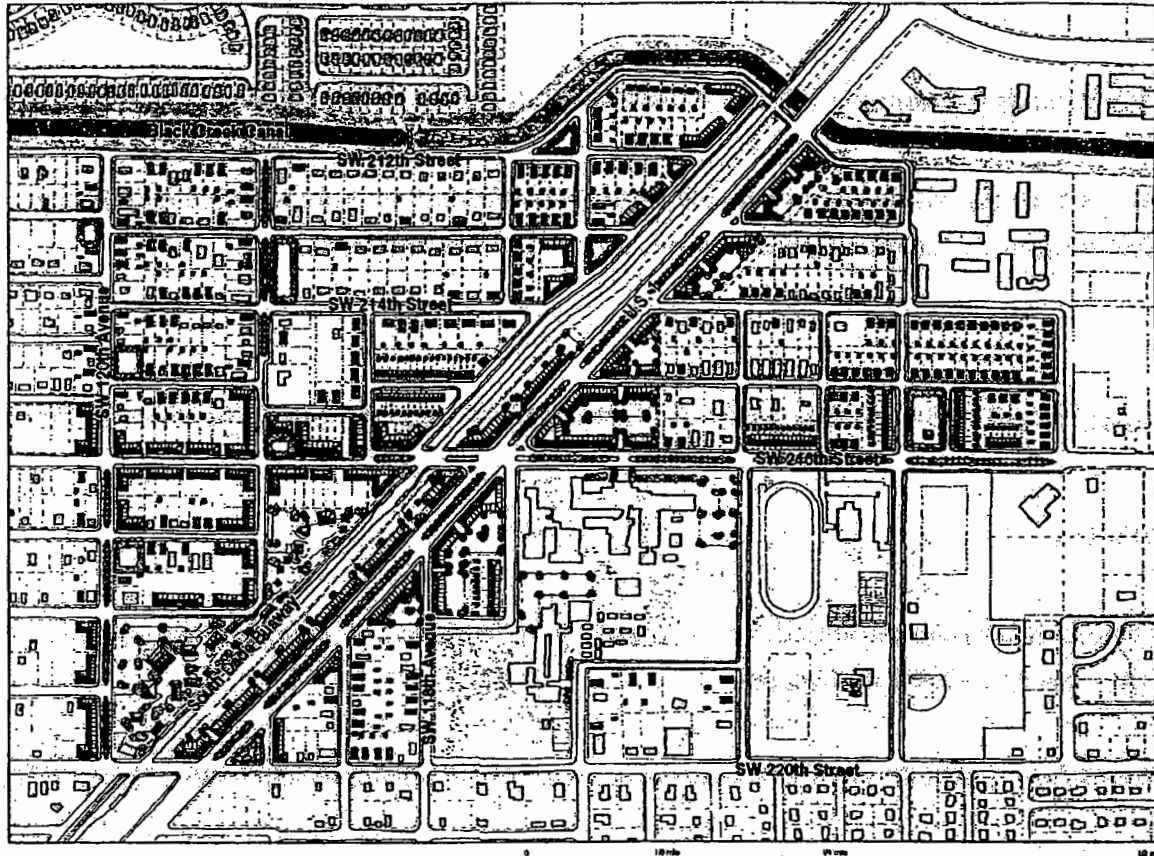 Black Creek Canal
SW 212th Street
SW 214th Street
SW 120th Avenue
U.S. 1
SW 216th Street
South Dade Busway
SW 118th Avenue
SW 220th Street
0